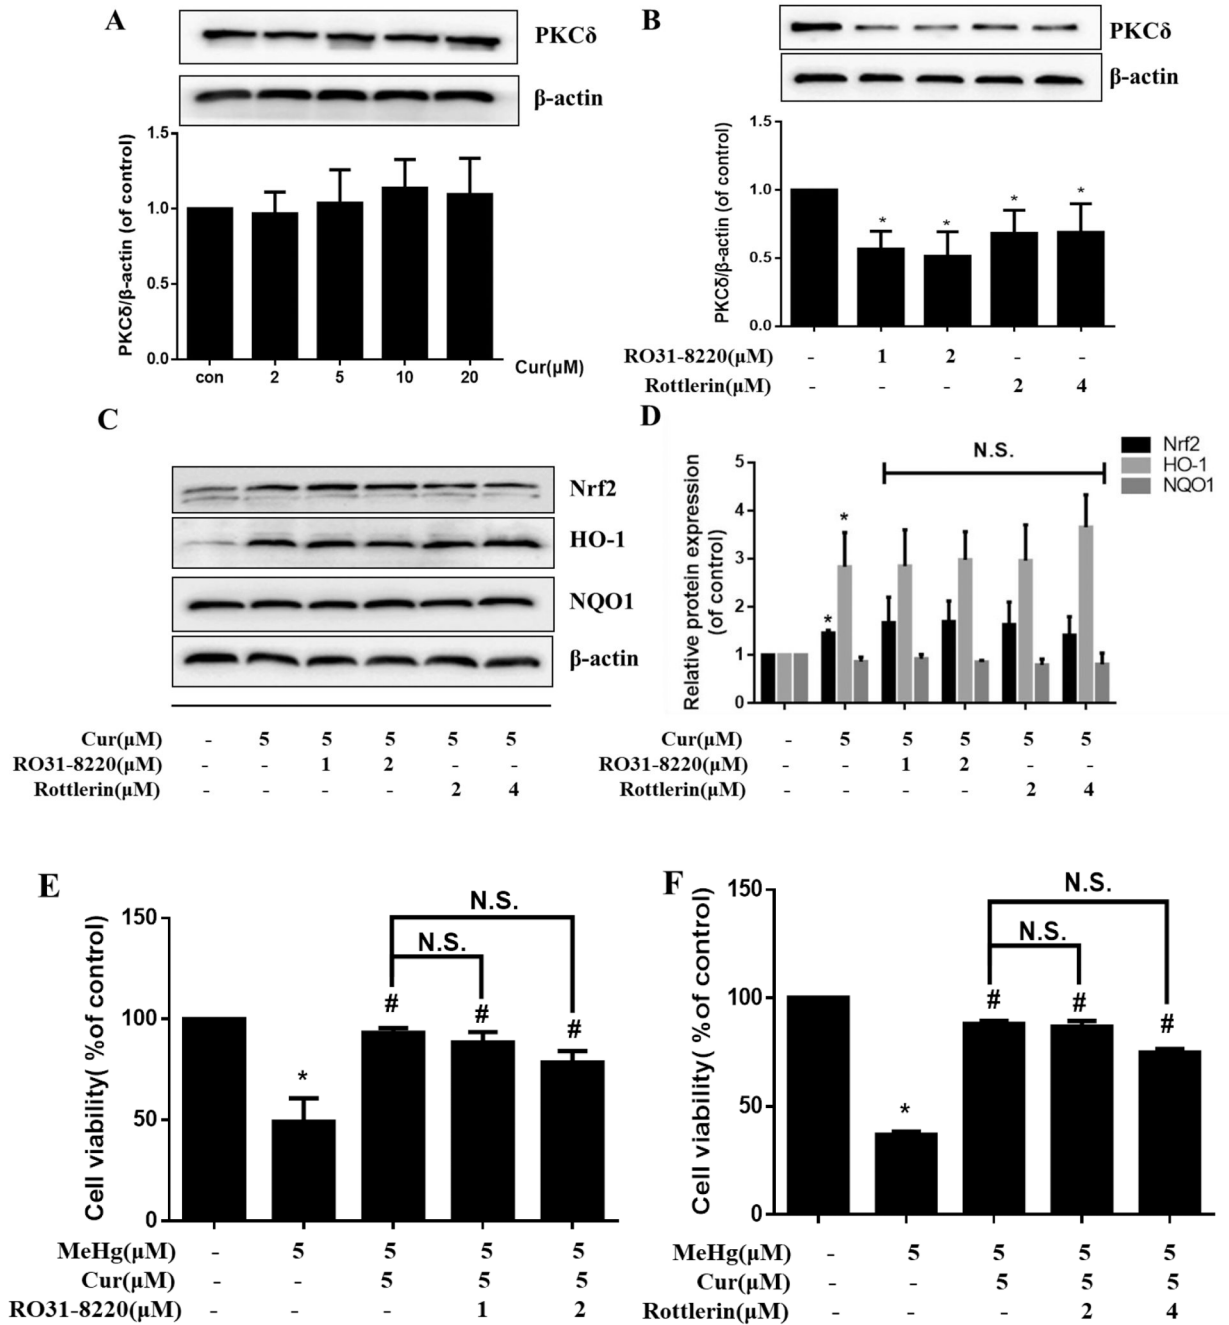 A
PKCδ
β-actin
PKCδ/β-actin (of control)
1.5
1.0
0.5
0.0
con 2 5 10 20 Cur(μM)
B
PKCδ
β-actin
PKCδ/β-actin (of control)
1.5
1.0
0.5
0.0
* * * *
RO31-8220(μM) - 1 2 - -
Rottlerin(μM) - - - 2 4
C
Nrf2
HO-1
NQO1
β-actin
Cur(μM) - 5 5 5 5 5
RO31-8220(μM) - - 1 2 - -
Rottlerin(μM) - - - - 2 4
D
Nrf2
HO-1
NQO1
N.S.
Relative protein expression
(of control)
5
4
3
2
1
0
* *
Cur(μM) - 5 5 5 5 5
RO31-8220(μM) - - 1 2 - -
Rottlerin(μM) - - - - 2 4
E
N.S.
N.S.
Cell viability( %of control)
150
100
50
0
* # # #
MeHg(μM) - 5 5 5 5
Cur(μM) - - 5 5 5
RO31-8220(μM) - - - 1 2
F
N.S.
N.S.
Cell viability( %of control)
150
100
50
0
* # # #
MeHg(μM) - 5 5 5 5
Cur(μM) - - 5 5 5
Rottlerin(μM) - - - 2 4